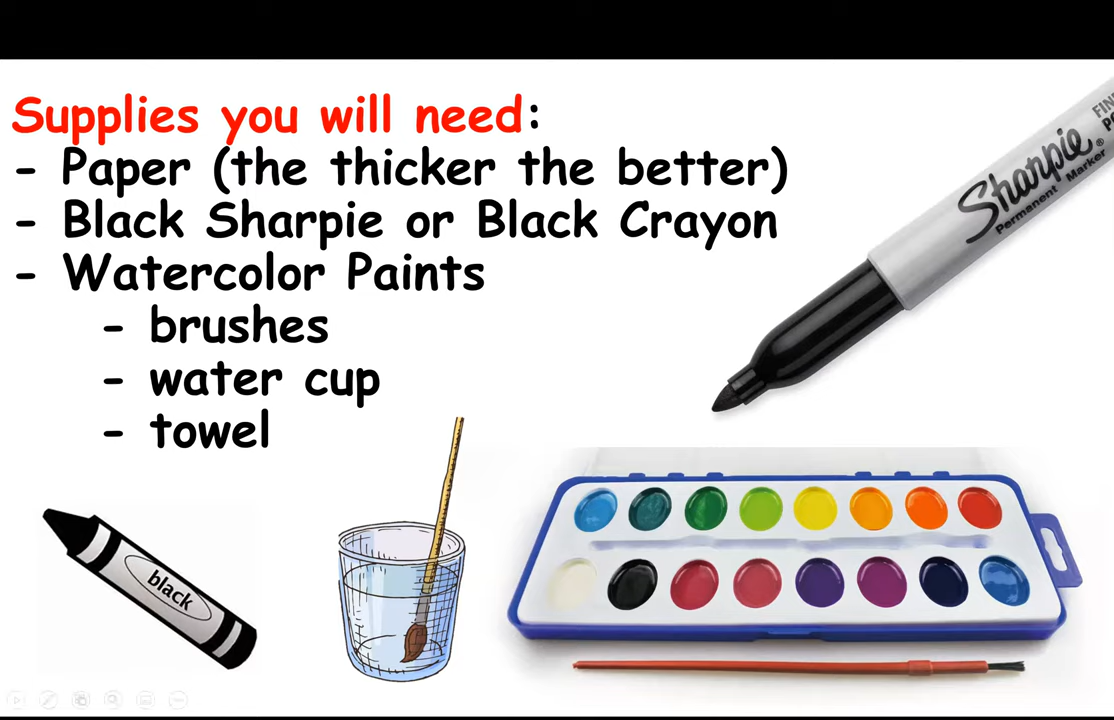 Supplies you will need:
- Paper (the thicker the better)
- Black Sharpie or Black Crayon
- Watercolor Paints
- brushes
- water cup
- towel
Sharpie®
Permanent Marker
black